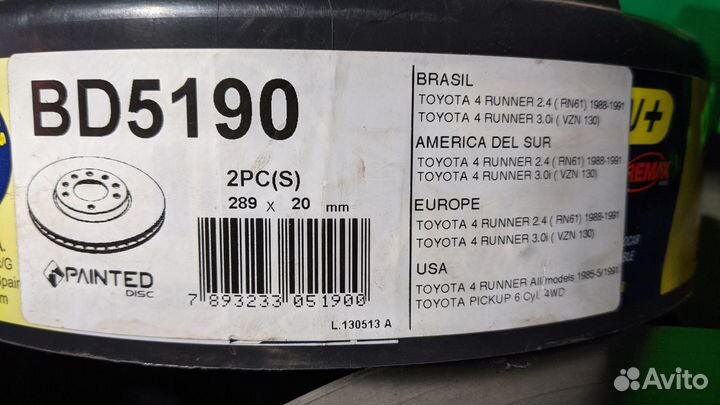 BD5190
2PC(S)
289 x 20 mm
PAINTED
DISC
7 893233 051900
L.130513 A
BRASIL
TOYOTA 4 RUNNER 2.4 ( RN61) 1988-1991
TOYOTA 4 RUNNER 3.0i ( VZN 130)
AMERICA DEL SUR
TOYOTA 4 RUNNER 2.4 ( RN61) 1988-1991
TOYOTA 4 RUNNER 3.0i ( VZN 130)
EUROPE
TOYOTA 4 RUNNER 2.4 ( RN61) 1988-1991
TOYOTA 4 RUNNER 3.0i ( VZN 130)
USA
TOYOTA 4 RUNNER All models 1985-5/1991
TOYOTA PICKUP 6 Cyl. 4WD
REMAX
Avito